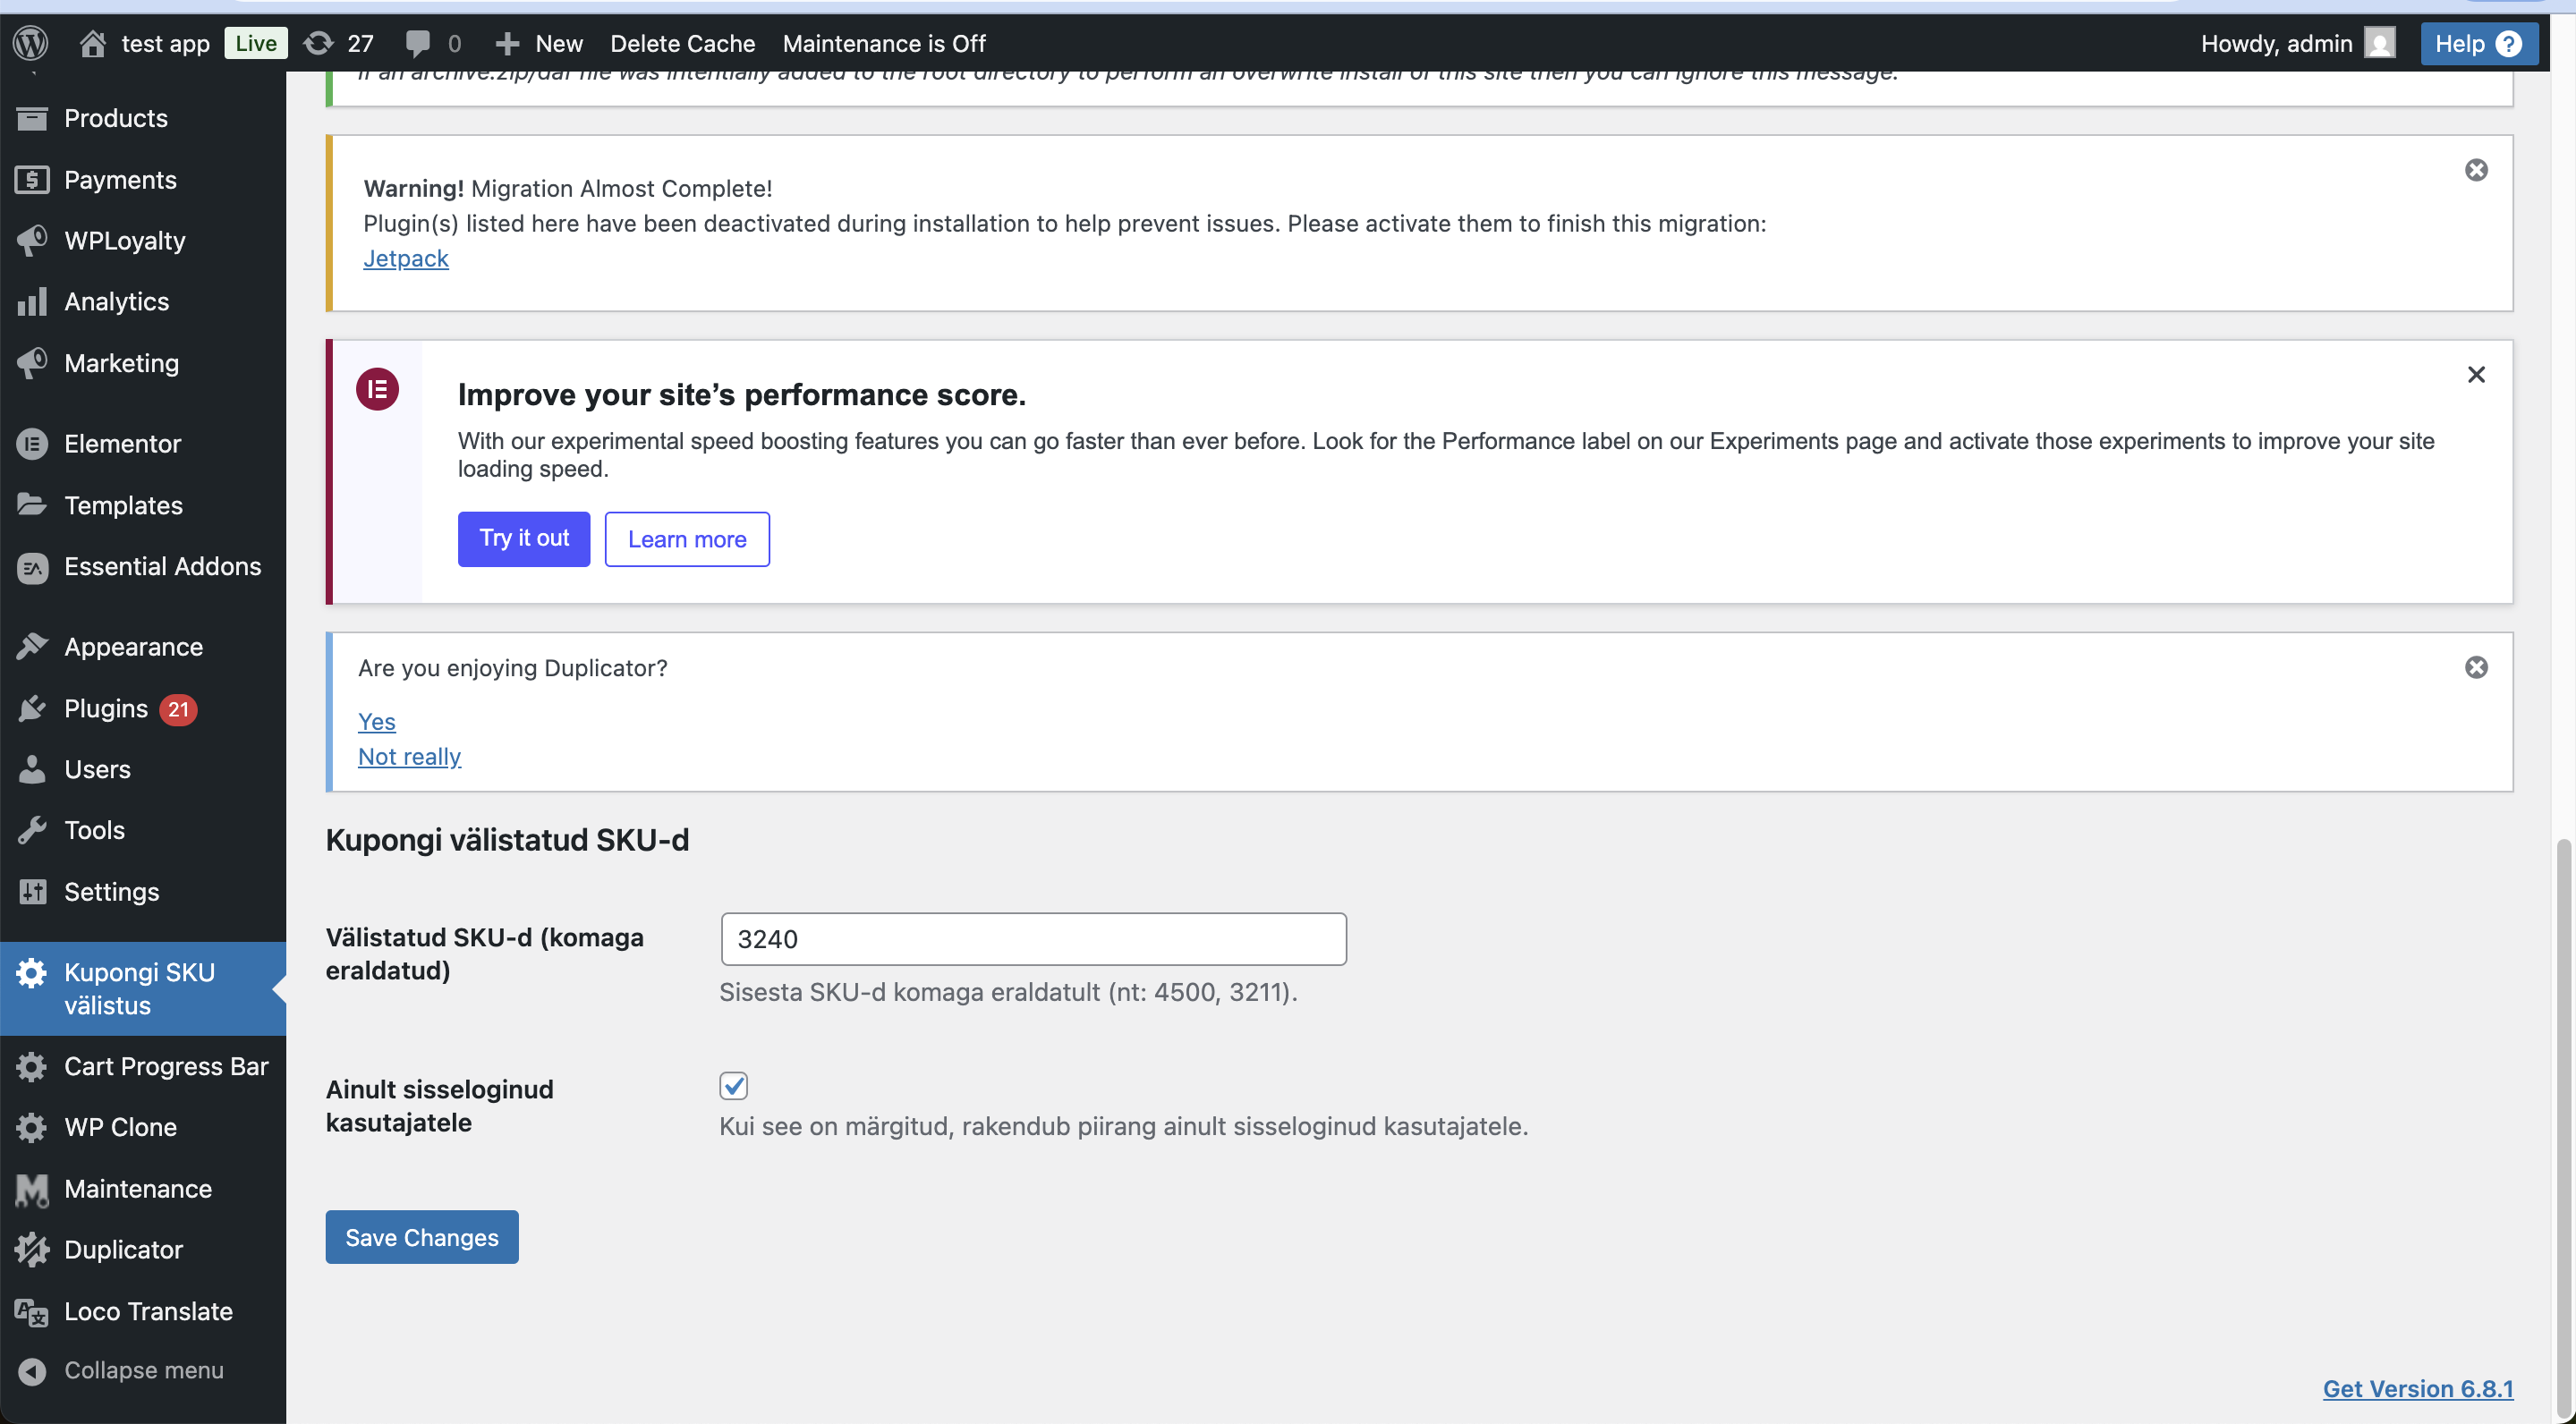 test app
Live
27
0
New
Delete Cache
Maintenance is Off
Howdy, admin
Help
Products
Payments
WPLoyalty
Analytics
Marketing
Elementor
Templates
Essential Addons
Appearance
Plugins 21
Users
Tools
Settings
Kupongi SKU
välistus
Cart Progress Bar
WP Clone
Maintenance
Duplicator
Loco Translate
Collapse menu
If an archive.zip/daf file was intentially added to the root directory to perform an overwrite install of this site then you can ignore this message.
Warning! Migration Almost Complete!
Plugin(s) listed here have been deactivated during installation to help prevent issues. Please activate them to finish this migration:
Jetpack
Improve your site’s performance score.
With our experimental speed boosting features you can go faster than ever before. Look for the Performance label on our Experiments page and activate those experiments to improve your site
loading speed.
Try it out
Learn more
Are you enjoying Duplicator?
Yes
Not really
Kupongi välistatud SKU-d
Välistatud SKU-d (komaga
eraldatud)
3240
Sisesta SKU-d komaga eraldatult (nt: 4500, 3211).
Ainult sisseloginud
kasutajatele
Kui see on märgitud, rakendub piirang ainult sisseloginud kasutajatele.
Save Changes
Get Version 6.8.1